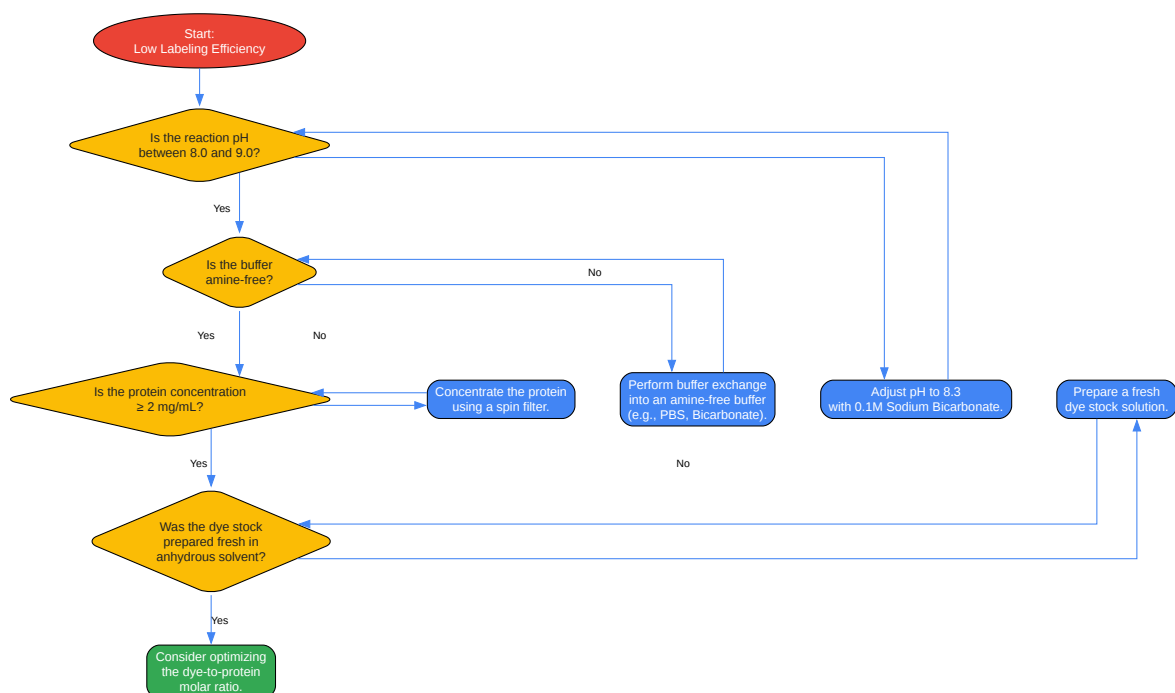 Start:
Low Labeling Efficiency
Is the reaction pH
between 8.0 and 9.0?
Yes
Is the buffer
amine-free?
No
Yes
No
Is the protein concentration
≥ 2 mg/mL?
Concentrate the protein
using a spin filter.
Perform buffer exchange
into an amine-free buffer
(e.g., PBS, Bicarbonate).
Adjust pH to 8.3
with 0.1M Sodium Bicarbonate.
Prepare a fresh
dye stock solution.
Yes
No
Was the dye stock
prepared fresh in
anhydrous solvent?
Yes
Consider optimizing
the dye-to-protein
molar ratio.